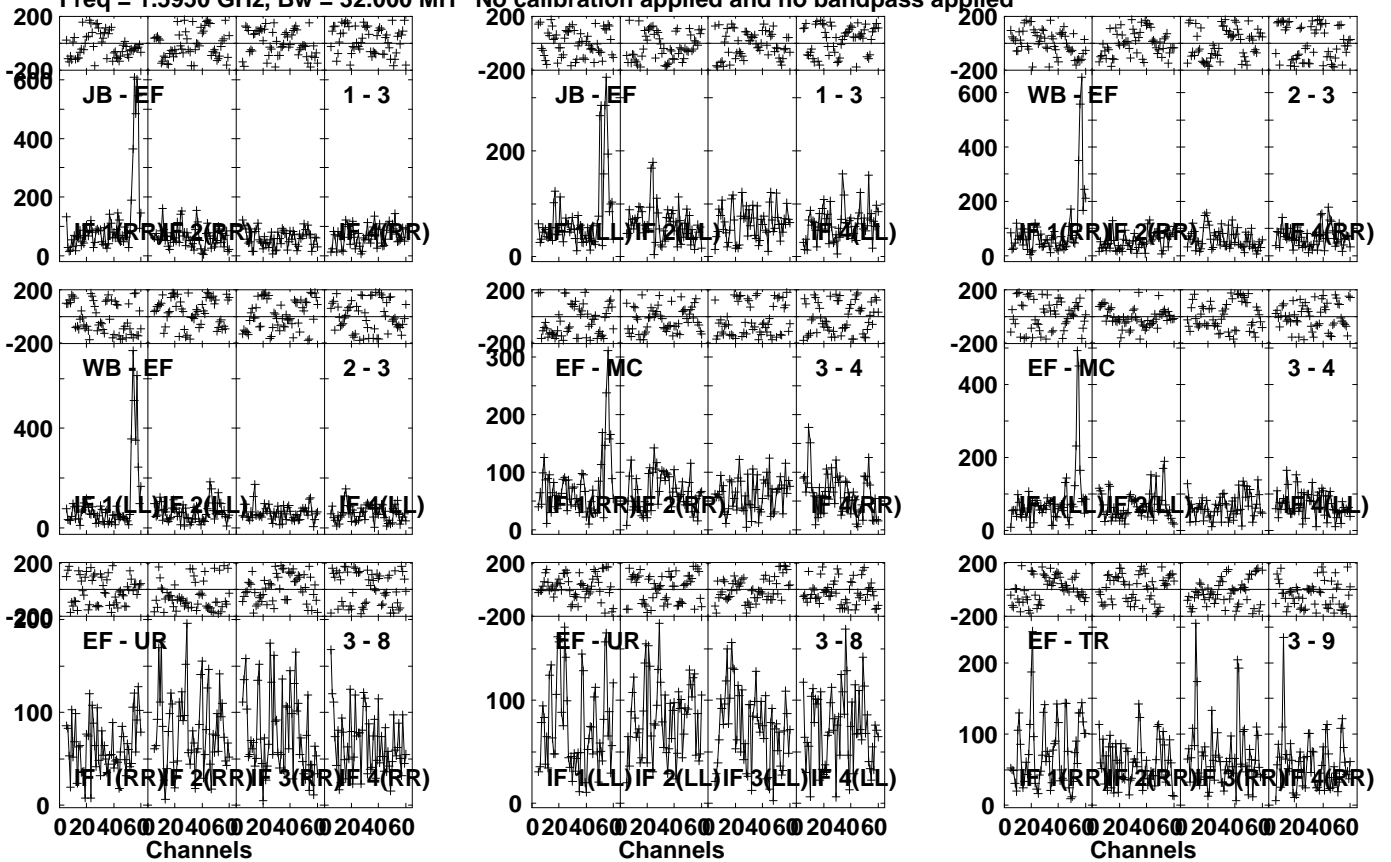 Freq = 1.5950 GHz, Bw = 32.000 MH No calibration applied and no bandpass applied
200 200 200
-200 -200 -200
600 JB - EF 1 - 3 JB - EF 1 - 3 600 WB - EF 2 - 3
400 200 400
200 200
IF 1(RR) IF 2(RR) IF 4(RR) IF 1(LL) IF 2(LL) IF 4(LL) IF 1(RR) IF 2(RR) IF 4(RR)
0 0 0
200 200 200
-200 -200 -200
WB - EF 2 - 3 300 EF - MC 3 - 4 EF - MC 3 - 4
400 200 400
100 200
IF 1(LL) IF 2(LL) IF 4(LL) IF 1(RR) IF 2(RR) IF 4(RR) IF 1(LL) IF 2(LL) IF 4(LL)
0 0 0
200 200 200
-200 -200 -200
200 EF - UR 3 - 8 EF - UR 3 - 8 EF - TR 3 - 9
200
100 100 100
IF 1(RR) IF 2(RR) IF 3(RR) IF 4(RR) IF 1(LL) IF 2(LL) IF 3(LL) IF 4(LL) IF 1(RR) IF 2(RR) IF 3(RR) IF 4(RR)
0 0 0
0 20 40 60 0 20 40 60 0 20 40 60 0 20 40 60 0 20 40 60 0 20 40 60 0 20 40 60 0 20 40 60 0 20 40 60 0 20 40 60 0 20 40 60 0 20 40 60
Channels Channels Channels